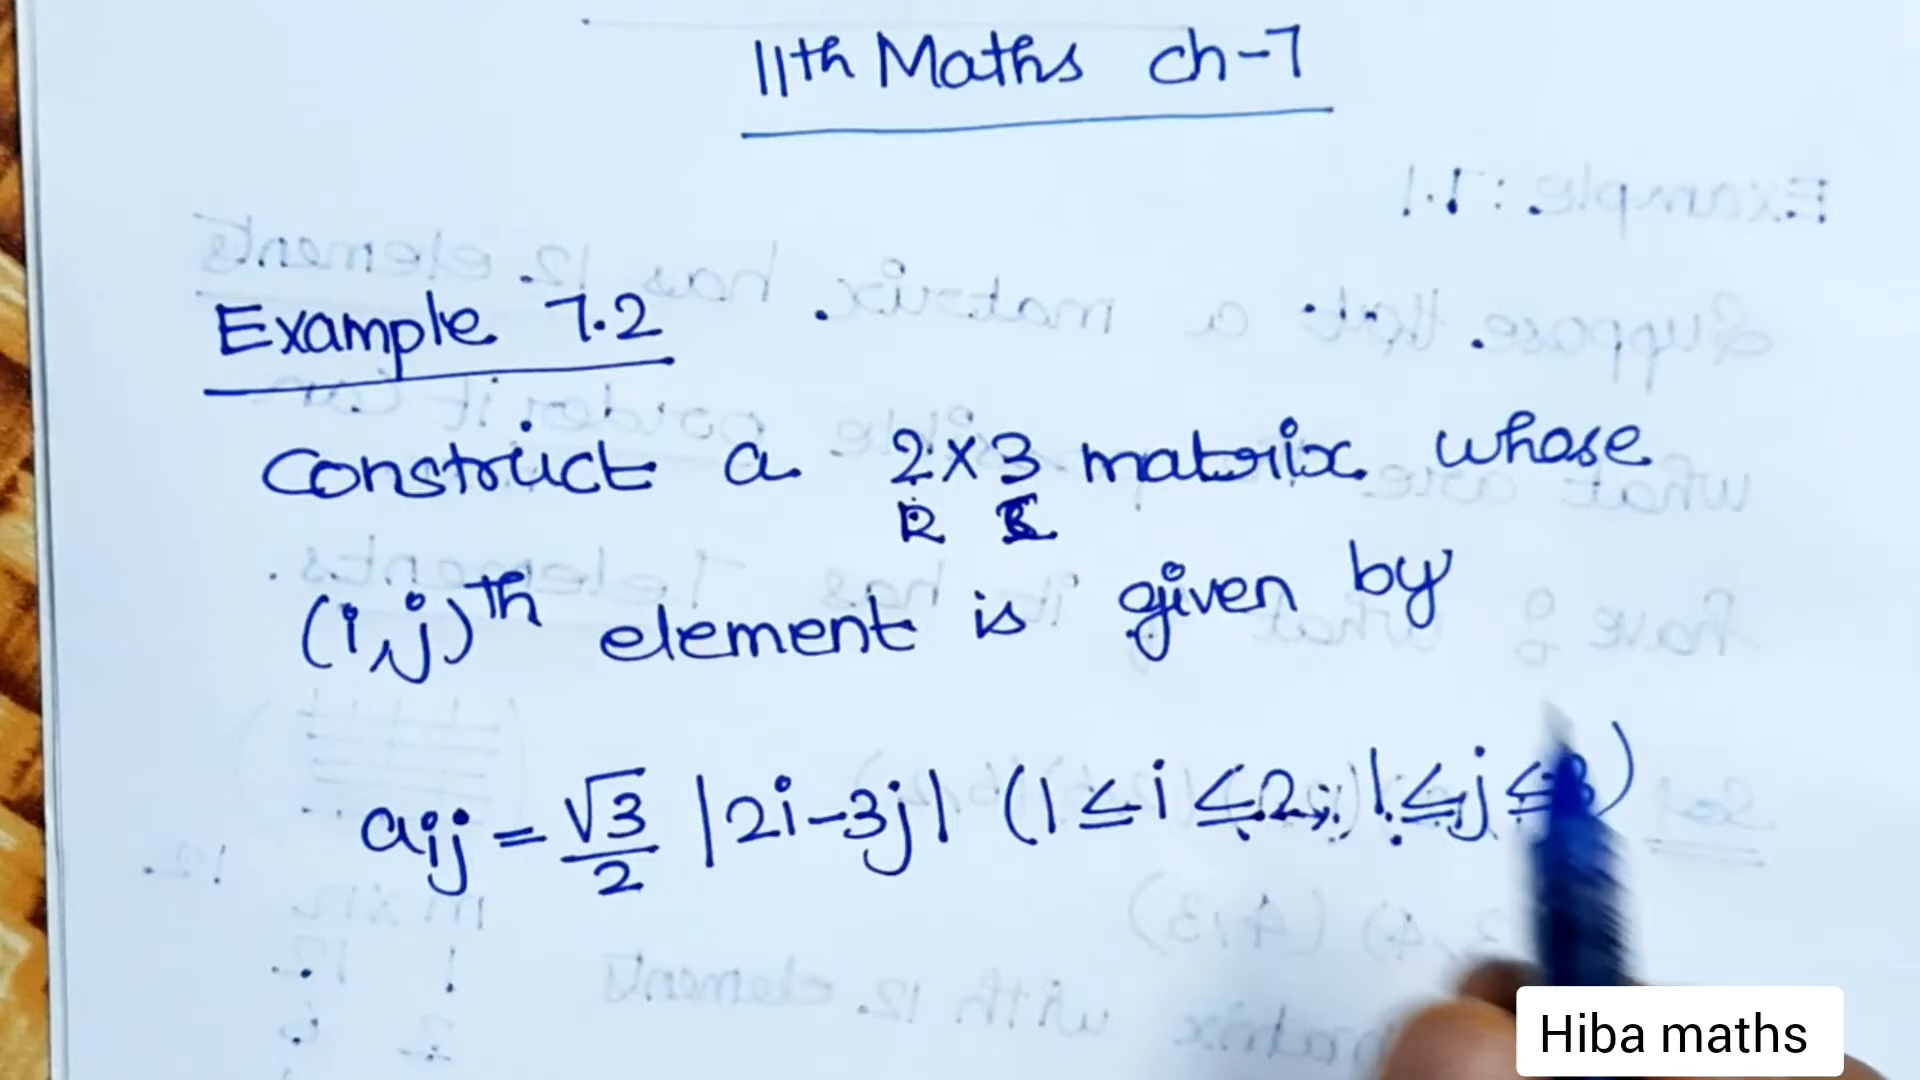 11th Maths ch-7
Example 7.2
Construct a 2×3 matrix whose
R C
(i,j)th element is given by
aij = √3/2 |2i-3j| (1≤i≤2, 1≤j≤3)
Hiba maths